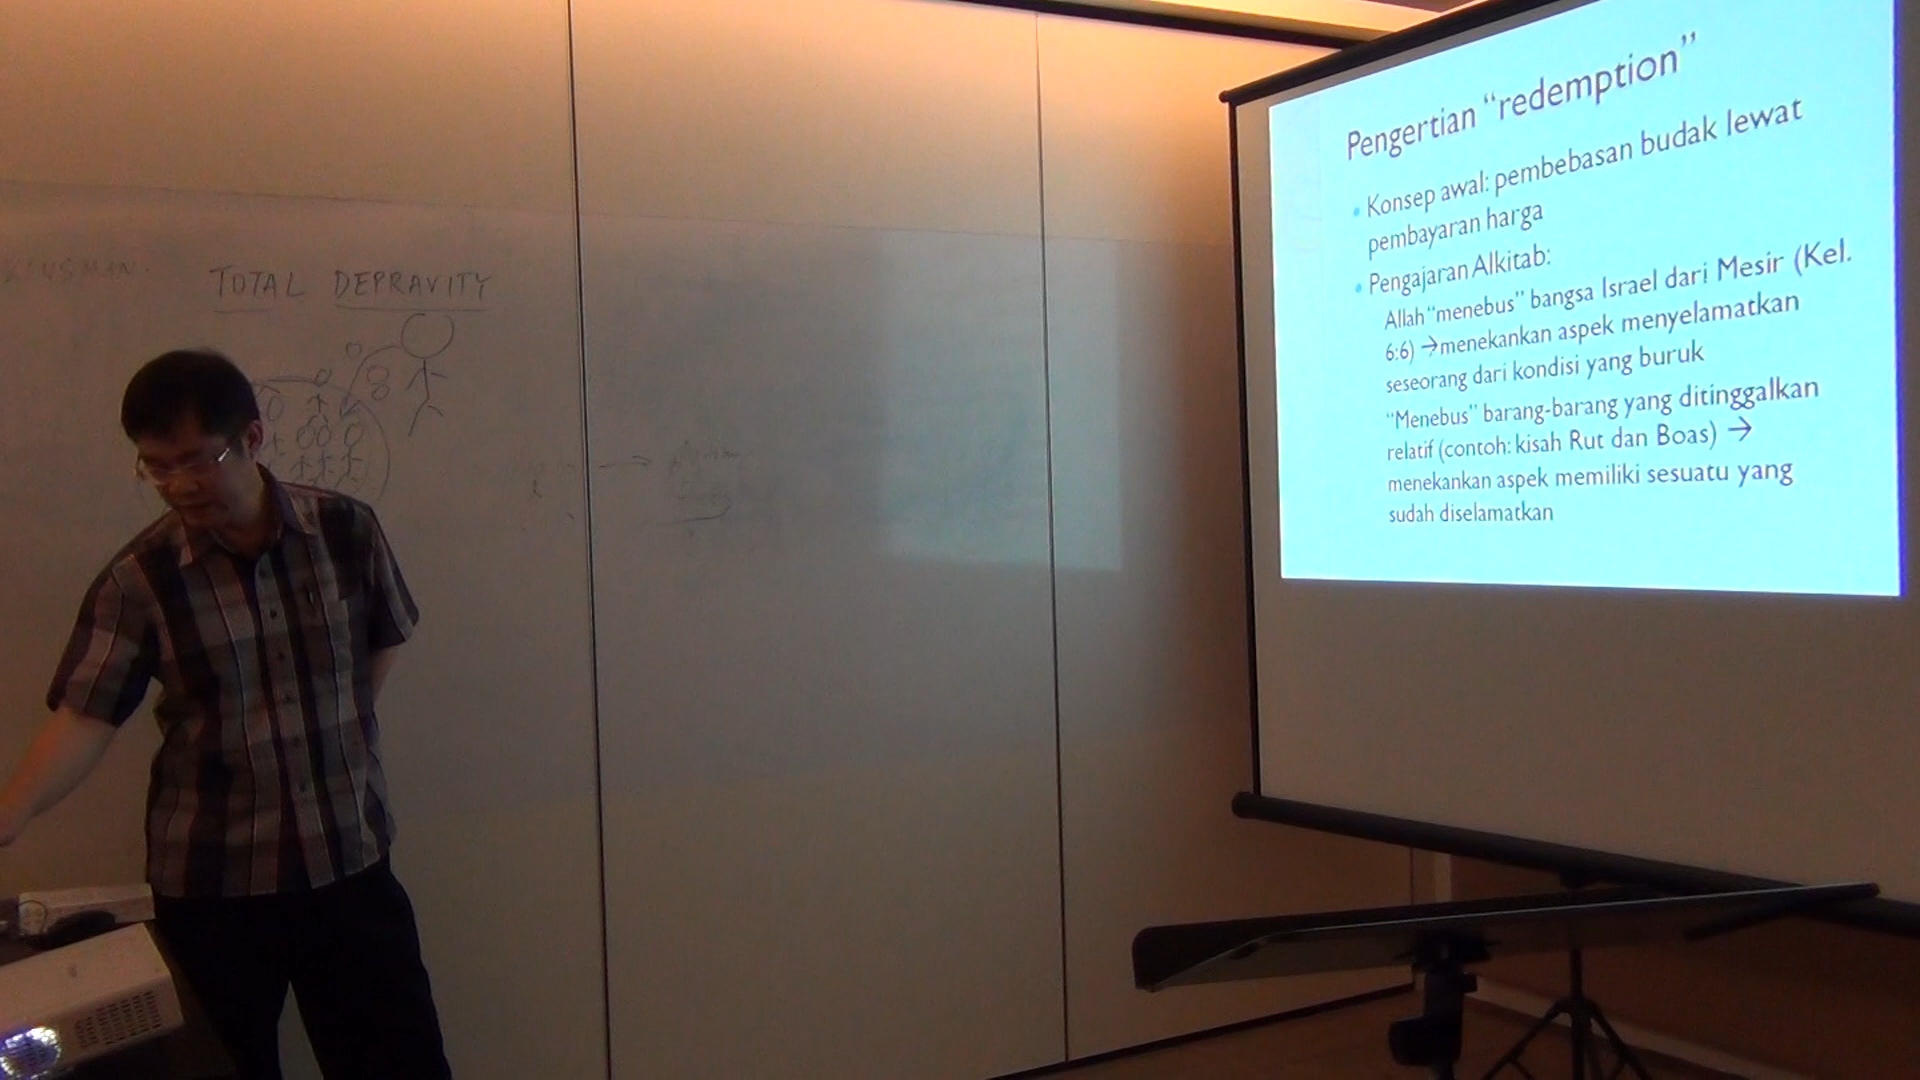 KINSMAN.
TOTAL DEPRAVITY
Pengertian “redemption”
• Konsep awal: pembebasan budak lewat
pembayaran harga
• Pengajaran Alkitab:
Allah “menebus” bangsa Israel dari Mesir (Kel.
6:6) →menekankan aspek menyelamatkan
seseorang dari kondisi yang buruk
“Menebus” barang-barang yang ditinggalkan
relatif (contoh: kisah Rut dan Boas) →
menekankan aspek memiliki sesuatu yang
sudah diselamatkan